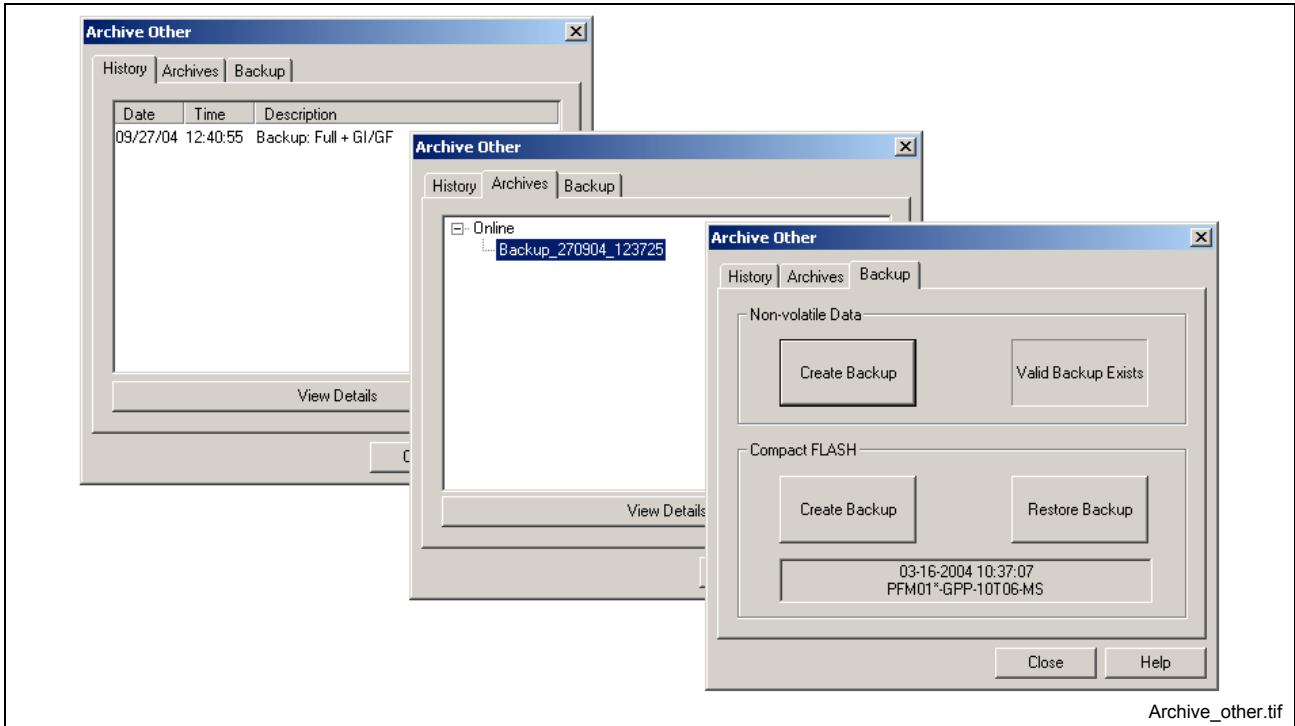 Archive Other
History Archives Backup
Date Time Description
09/27/04 12:40:55 Backup: Full + GI/GF
View Details
Archive Other
History Archives Backup
Online
Backup_270904_123725
View Details
Archive Other
History Archives Backup
Non-volatile Data
Create Backup Valid Backup Exists
Compact FLASH
Create Backup Restore Backup
03-16-2004 10:37:07
PFM01*-GPP-10T06-MS
Close Help
Archive_other.tif